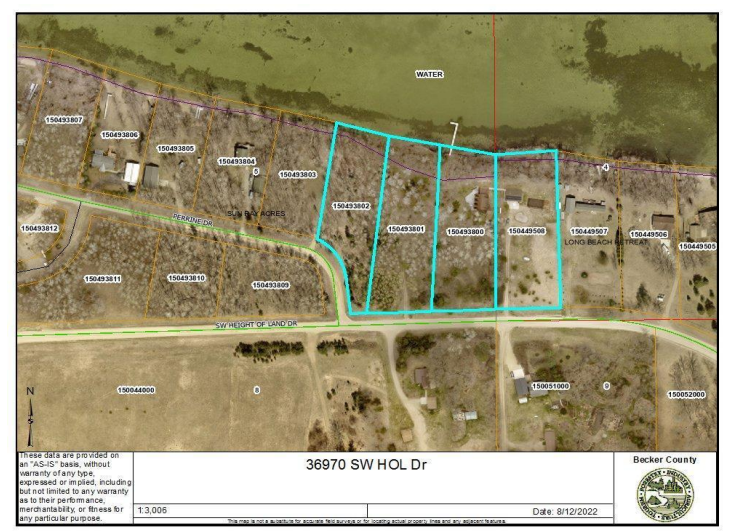 WATER
150493807
150493806
150493805
150493804
5
150493803
150493802
150493801
150493800
150449508
4
150449507
150449506
150449505
LONG BEACH RETREAT
SUN RAY ACRES
PERKINE DR
150493812
150493811
150493810
150493809
SW HEIGHT OF LAND DR
150044000
8
150051000
9
150052000
N
These data are provided on
an "AS-IS" basis, without
warranty of any type,
expressed or implied, including
but not limited to any warranty
as to their performance,
merchantability, or fitness for
any particular purpose.
36970 SW HOL Dr
1:3,006
Date: 8/12/2022
This map is not a substitute for accurate field surveys or for locating actual property lines and any adjacent features.
Becker County